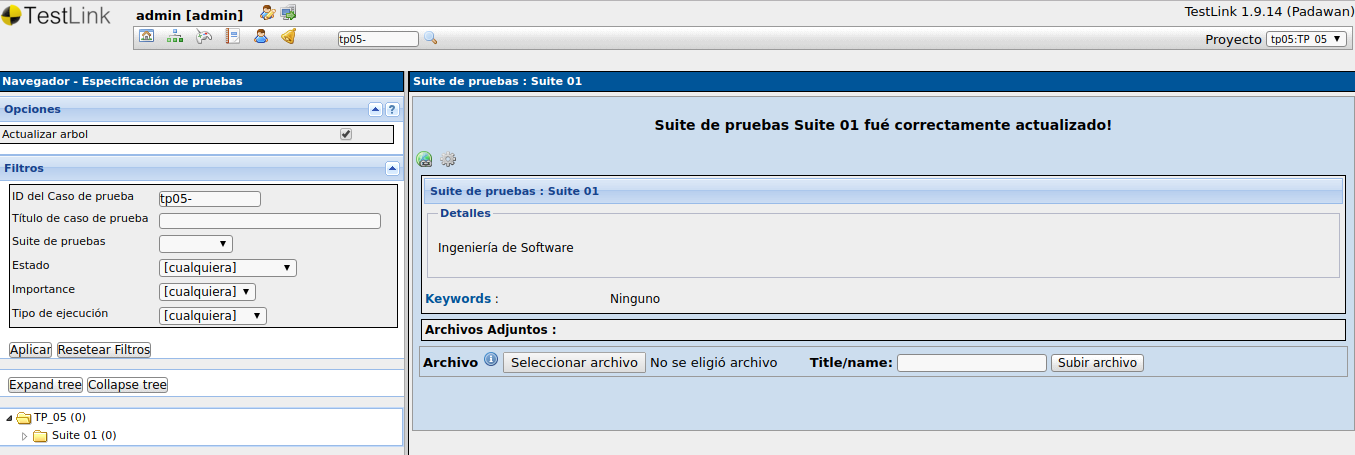 TestLink
admin [admin]
TestLink 1.9.14 (Padawan)
tp05-
Proyecto tp05:TP 05
Navegador - Especificación de pruebas
Opciones
?
Actualizar arbol
Filtros
ID del Caso de prueba tp05-
Título de caso de prueba
Suite de pruebas
Estado [cualquiera]
Importance [cualquiera]
Tipo de ejecución [cualquiera]
Aplicar Resetear Filtros
Expand tree Collapse tree
TP_05 (0)
Suite 01 (0)
Suite de pruebas : Suite 01
Suite de pruebas Suite 01 fué correctamente actualizado!
Suite de pruebas : Suite 01
Detalles
Ingeniería de Software
Keywords : Ninguno
Archivos Adjuntos :
Archivo Seleccionar archivo No se eligió archivo Title/name: Subir archivo